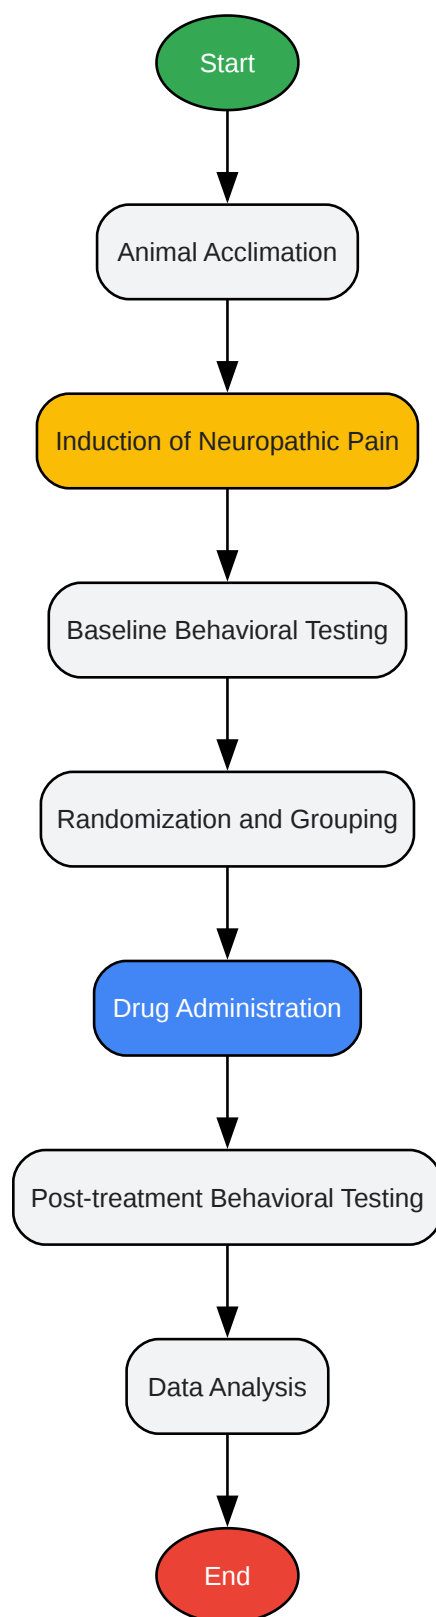 Start
Animal Acclimation
Induction of Neuropathic Pain
Baseline Behavioral Testing
Randomization and Grouping
Drug Administration
Post-treatment Behavioral Testing
Data Analysis
End